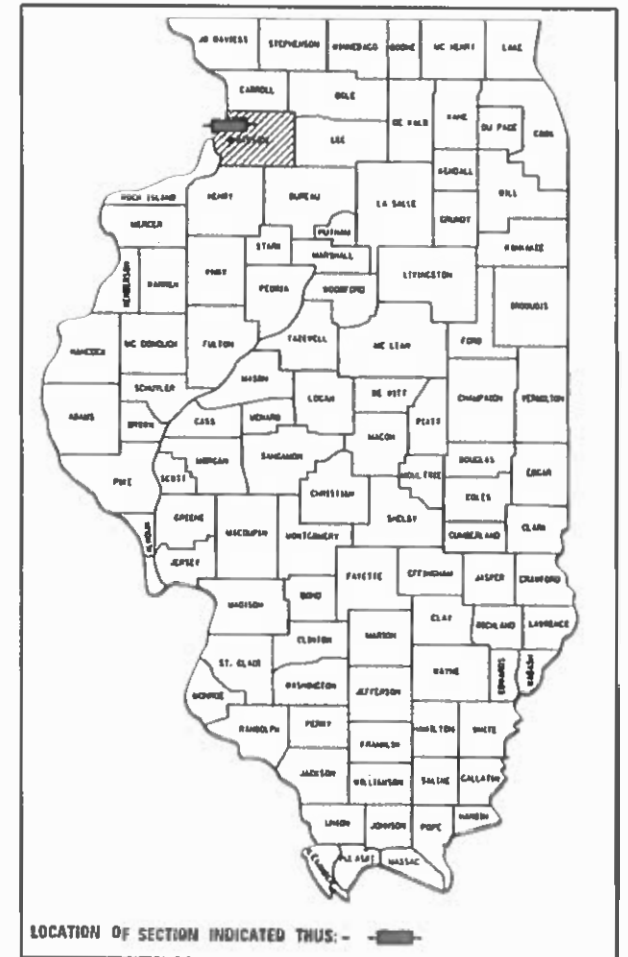 JO DAVIESS STEPHENSON WINNEBAGO BOONE MC HENRY LAKE
CARROLL OGLE DE KALB KANE DU PAGE COOK
LEE
KENDALL WILL
ROCK ISLAND HENRY BUREAU LA SALLE GRUNDY
MERCER PUTNAM KANKAKEE
STARK MARSHALL LIVINGSTON
HENDERSON WARREN KNOX PEORIA WOODFORD IROQUOIS
FORD
HANCOCK MC DONOUGH FULTON TAZEWELL MC LEAN
MASON
SCHUYLER LOGAN DE WITT CHAMPAIGN VERMILION
ADAMS BROWN CASS MENARD PIATT
MACON
MORGAN SANGAMON DOUGLAS
PIKE SCOTT MOULTRIE EDGAR
CHRISTIAN COLES
GREENE MACOUPIN SHELBY
CALHOUN MONTGOMERY CUMBERLAND CLARK
JERSEY FAYETTE EFFINGHAM JASPER CRAWFORD
MADISON BOND
CLAY RICHLAND LAWRENCE
CLINTON MARION
ST. CLAIR WAYNE EDWARDS WABASH
WASHINGTON JEFFERSON
MONROE
RANDOLPH PERRY HAMILTON WHITE
FRANKLIN
JACKSON WILLIAMSON SALINE GALLATIN
UNION JOHNSON POPE HARDIN
PULASKI MASSAC
LOCATION OF SECTION INDICATED THUS: -